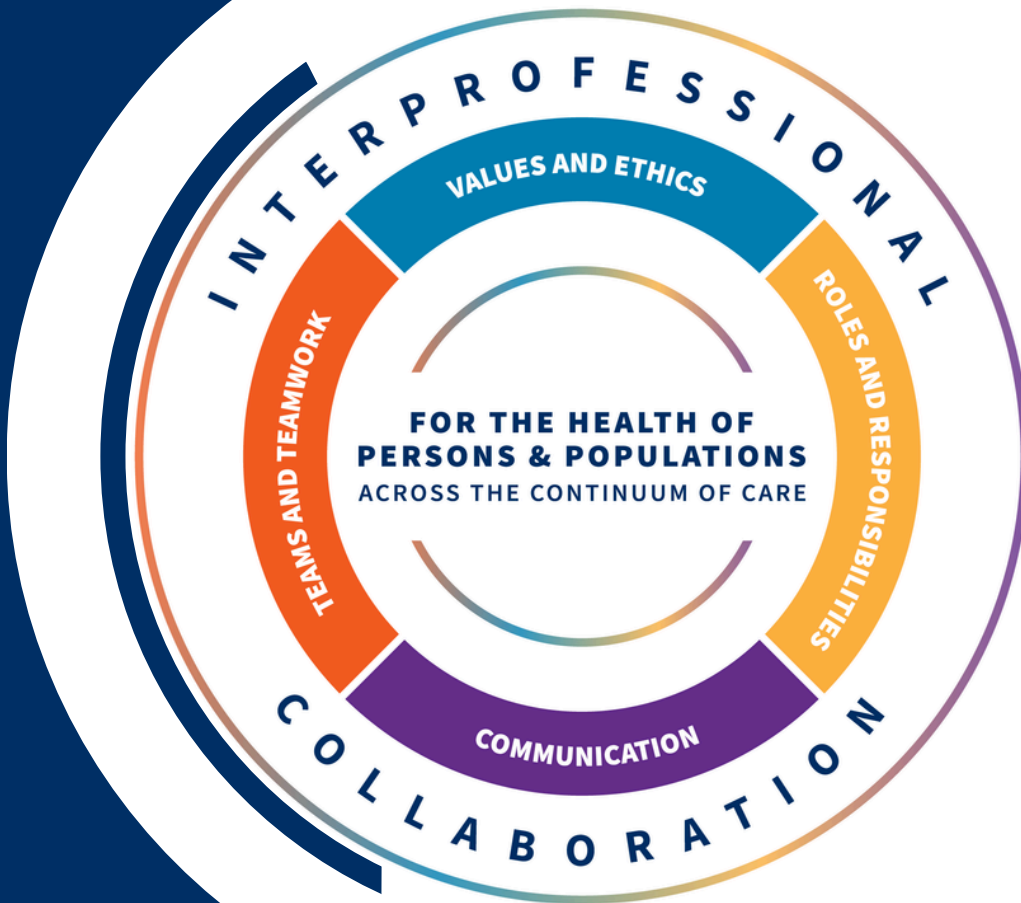 INTERPROFESSIONAL
VALUES AND ETHICS
ROLES AND RESPONSIBILITIES
TEAMS AND TEAMWORK
FOR THE HEALTH OF
PERSONS & POPULATIONS
ACROSS THE CONTINUUM OF CARE
COMMUNICATION
COLLABORATION